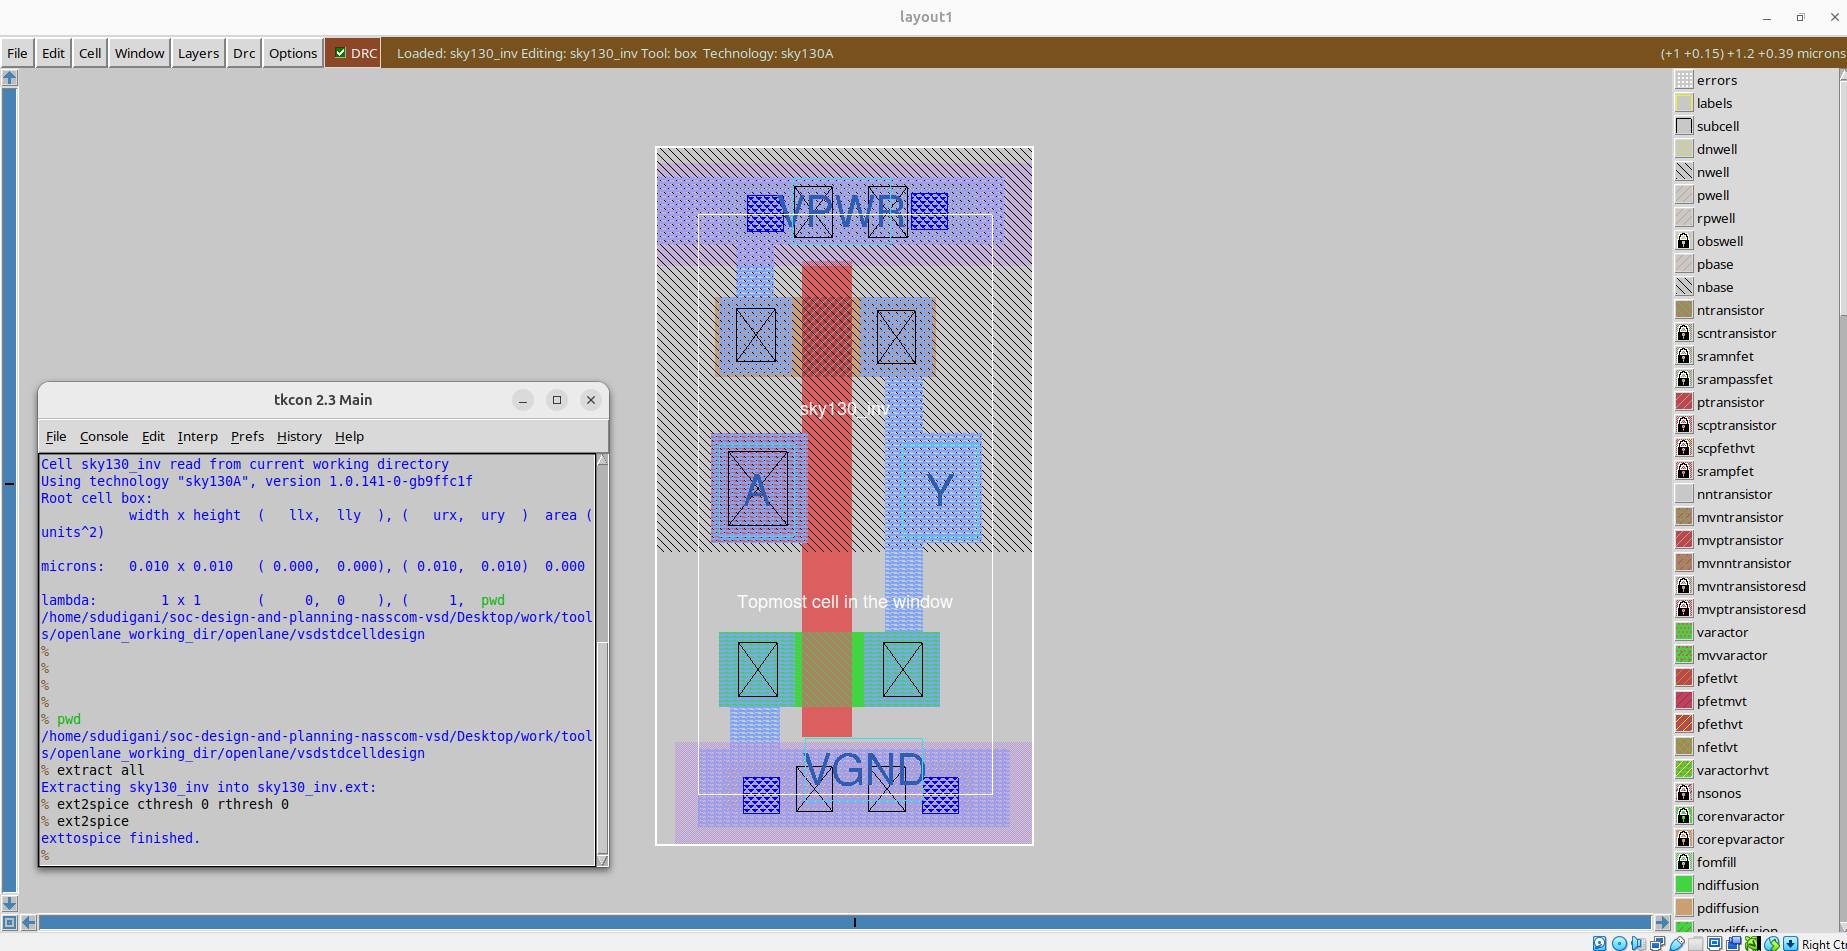 layout1
File Edit Cell Window Layers Drc Options DRC Loaded: sky130_inv Editing: sky130_inv Tool: box Technology: sky130A (+1 +0.15) +1.2 +0.39 microns
VPWR
sky130_inv
A
Y
Topmost cell in the window
VGND
tkcon 2.3 Main
File Console Edit Interp Prefs History Help
Cell sky130_inv read from current working directory
Using technology "sky130A", version 1.0.141-0-gb9ffc1f
Root cell box:
width x height ( llx, lly ), ( urx, ury ) area (
units^2)
microns: 0.010 x 0.010 ( 0.000, 0.000), ( 0.010, 0.010) 0.000
lambda: 1 x 1 ( 0, 0 ), ( 1, pwd
/home/sdudigani/soc-design-and-planning-nasscom-vsd/Desktop/work/tool
s/openlane_working_dir/openlane/vsdstdcelldesign
%
%
%
%
% pwd
/home/sdudigani/soc-design-and-planning-nasscom-vsd/Desktop/work/tool
s/openlane_working_dir/openlane/vsdstdcelldesign
% extract all
Extracting sky130_inv into sky130_inv.ext:
% ext2spice cthresh 0 rthresh 0
% ext2spice
exttospice finished.
%
errors
labels
subcell
dnwell
nwell
pwell
rpwell
obswell
pbase
nbase
ntransistor
scntransistor
sramnfet
srampassfet
ptransistor
scptransistor
scpfethvt
srampfet
nntransistor
mvntransistor
mvptransistor
mvnntransistor
mvntransistoresd
mvptransistoresd
varactor
mvvaractor
pfetlvt
pfetmvt
pfethvt
nfetlvt
varactorhvt
nsonos
corenvaractor
corepvaractor
fomfill
ndiffusion
pdiffusion
mvndiffusion
Right Ctr